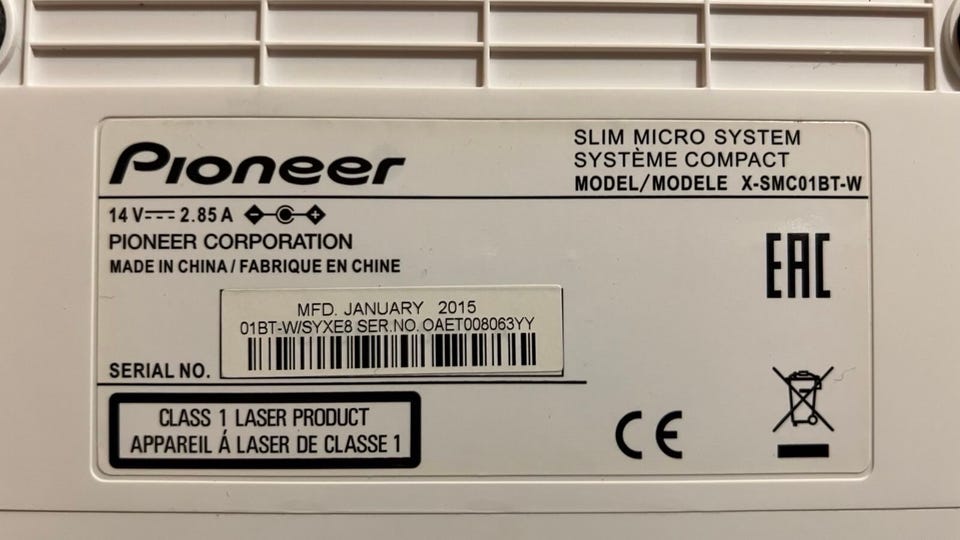 Pioneer
SLIM MICRO SYSTEM
SYSTÈME COMPACT
MODEL/MODELE X-SMC01BT-W
14 V⎓ 2.85 A
PIONEER CORPORATION
MADE IN CHINA / FABRIQUE EN CHINE
EAC
MFD. JANUARY 2015
01BT-W/SYXE8 SER.NO. OAET008063YY
SERIAL NO.
CLASS 1 LASER PRODUCT
APPAREIL Á LASER DE CLASSE 1
CE